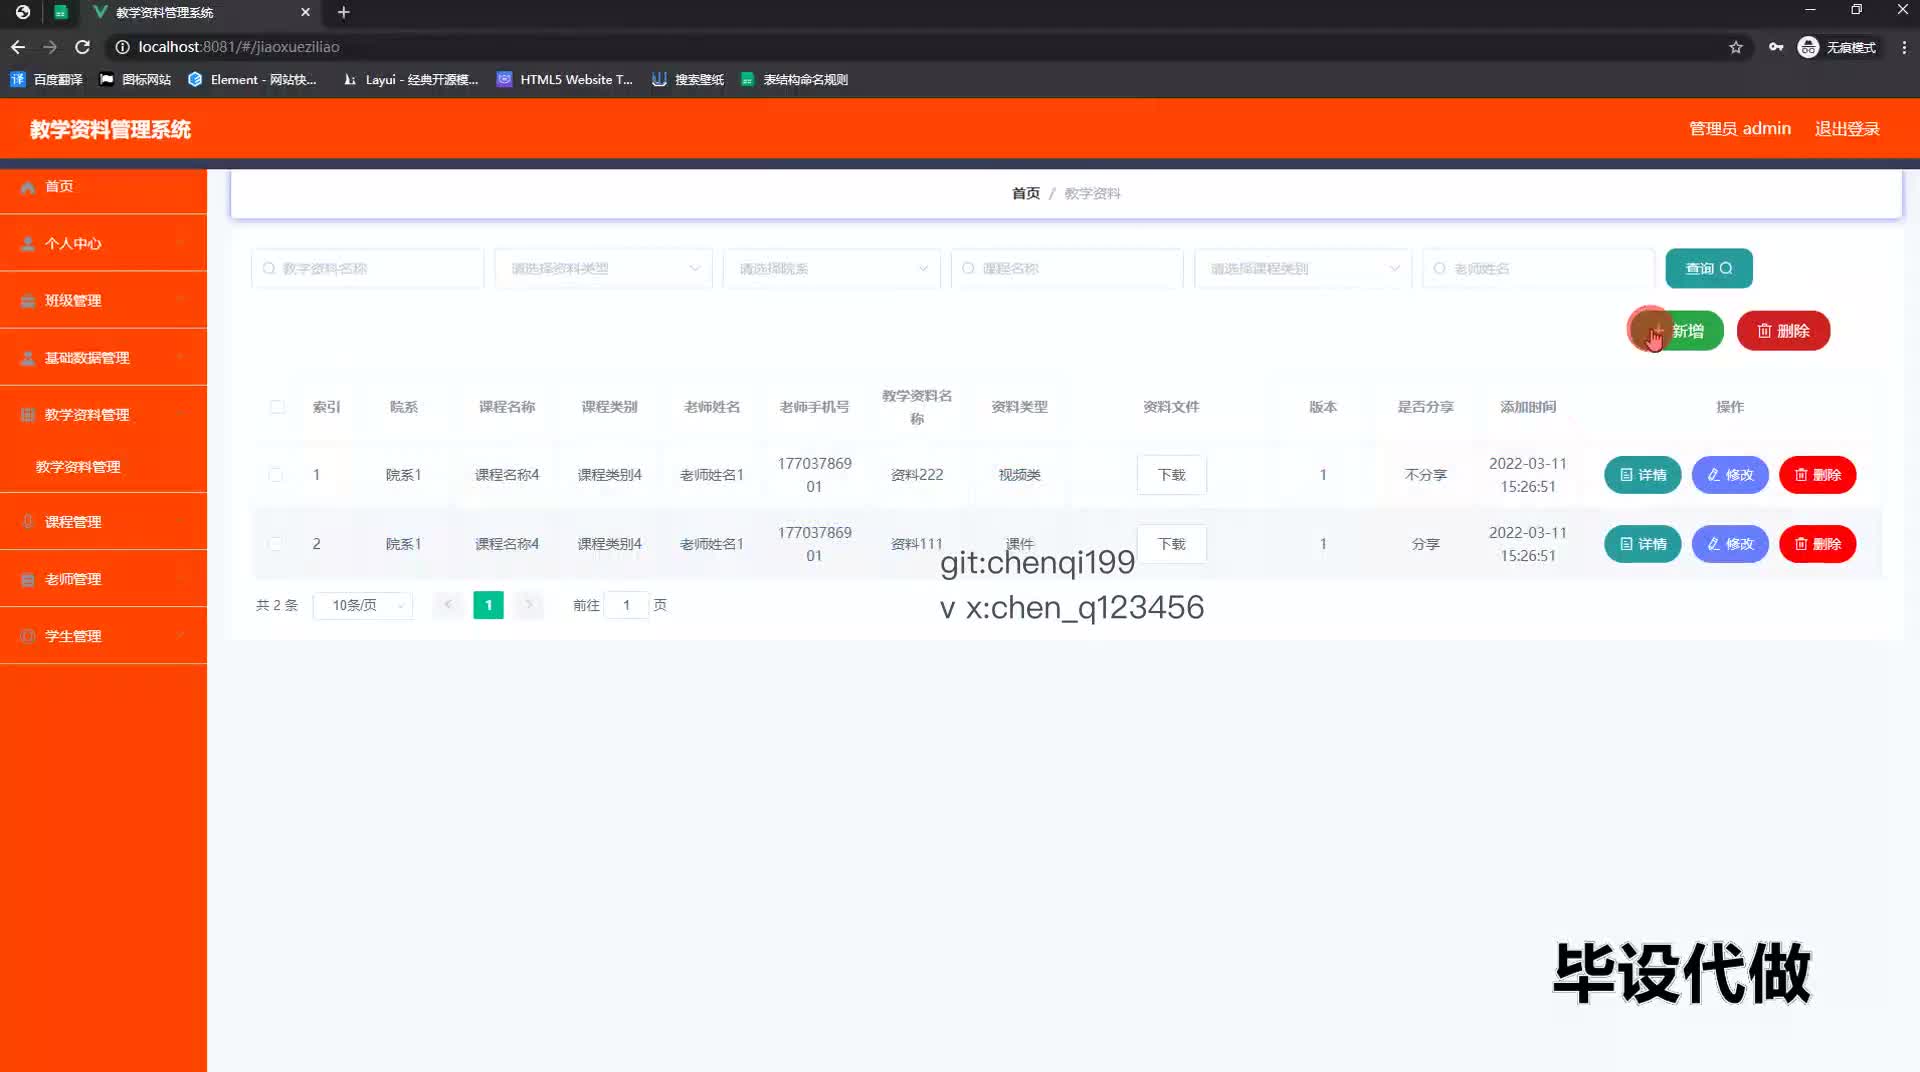 教学资料管理系统
localhost:8081/#/jiaoxueziliao
无痕模式
百度翻译
图标网站
Element - 网站快...
Layui - 经典开源模...
HTML5 Website T...
搜索壁纸
表结构命名规则
教学资料管理系统
管理员 admin
退出登录
首页
个人中心
班级管理
基础数据管理
教学资料管理
教学资料管理
课程管理
老师管理
学生管理
首页 / 教学资料
教学资料名称
请选择资料类型
请选择院系
课程名称
请选择课程类别
老师姓名
查询
新增
删除
索引 院系 课程名称 课程类别 老师姓名 老师手机号 教学资料名称 资料类型 资料文件 版本 是否分享 添加时间 操作
1 院系1 课程名称4 课程类别4 老师姓名1 17703786901 资料222 视频类 下载 1 不分享 2022-03-11 15:26:51 详情 修改 删除
2 院系1 课程名称4 课程类别4 老师姓名1 17703786901 资料111 课件 下载 1 分享 2022-03-11 15:26:51 详情 修改 删除
git:chenqi199
v x:chen_q123456
共 2 条 10条/页 1 前往 1 页
毕设代做